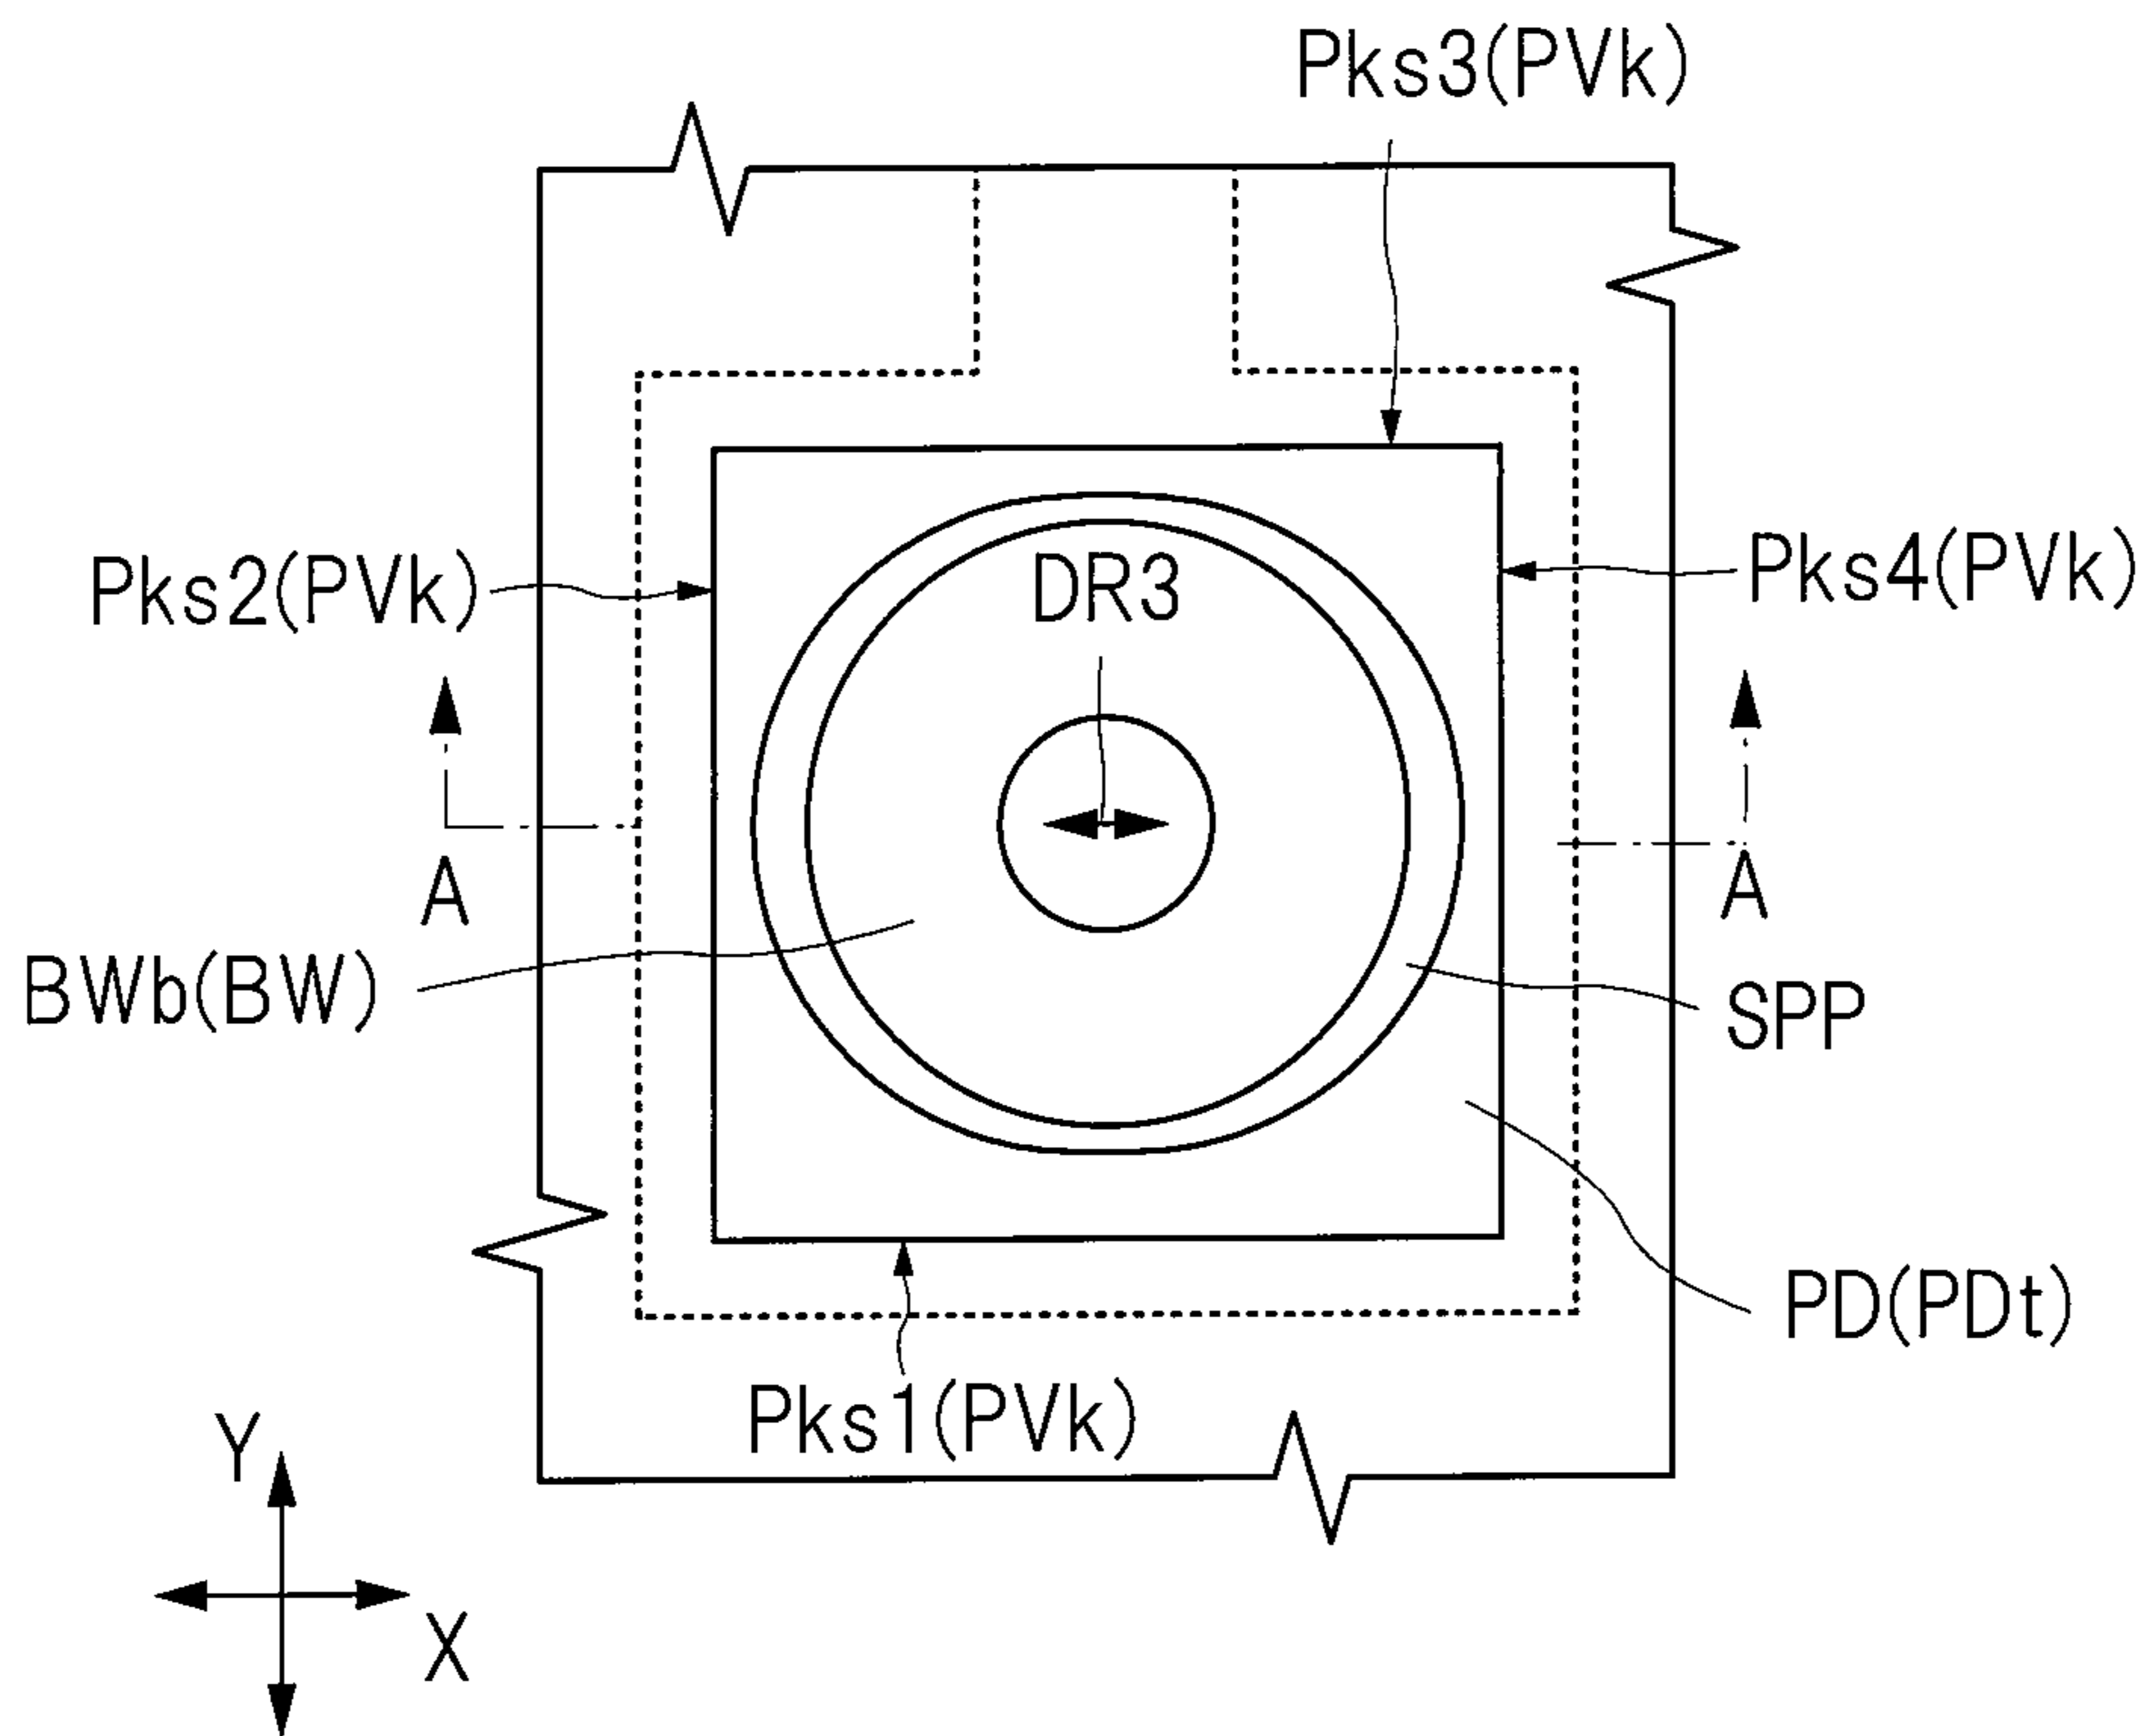 Pks3(PVk)
Pks2(PVk)
DR3
Pks4(PVk)
A
A
BWb(BW)
SPP
PD(PDt)
Pks1(PVk)
Y
X